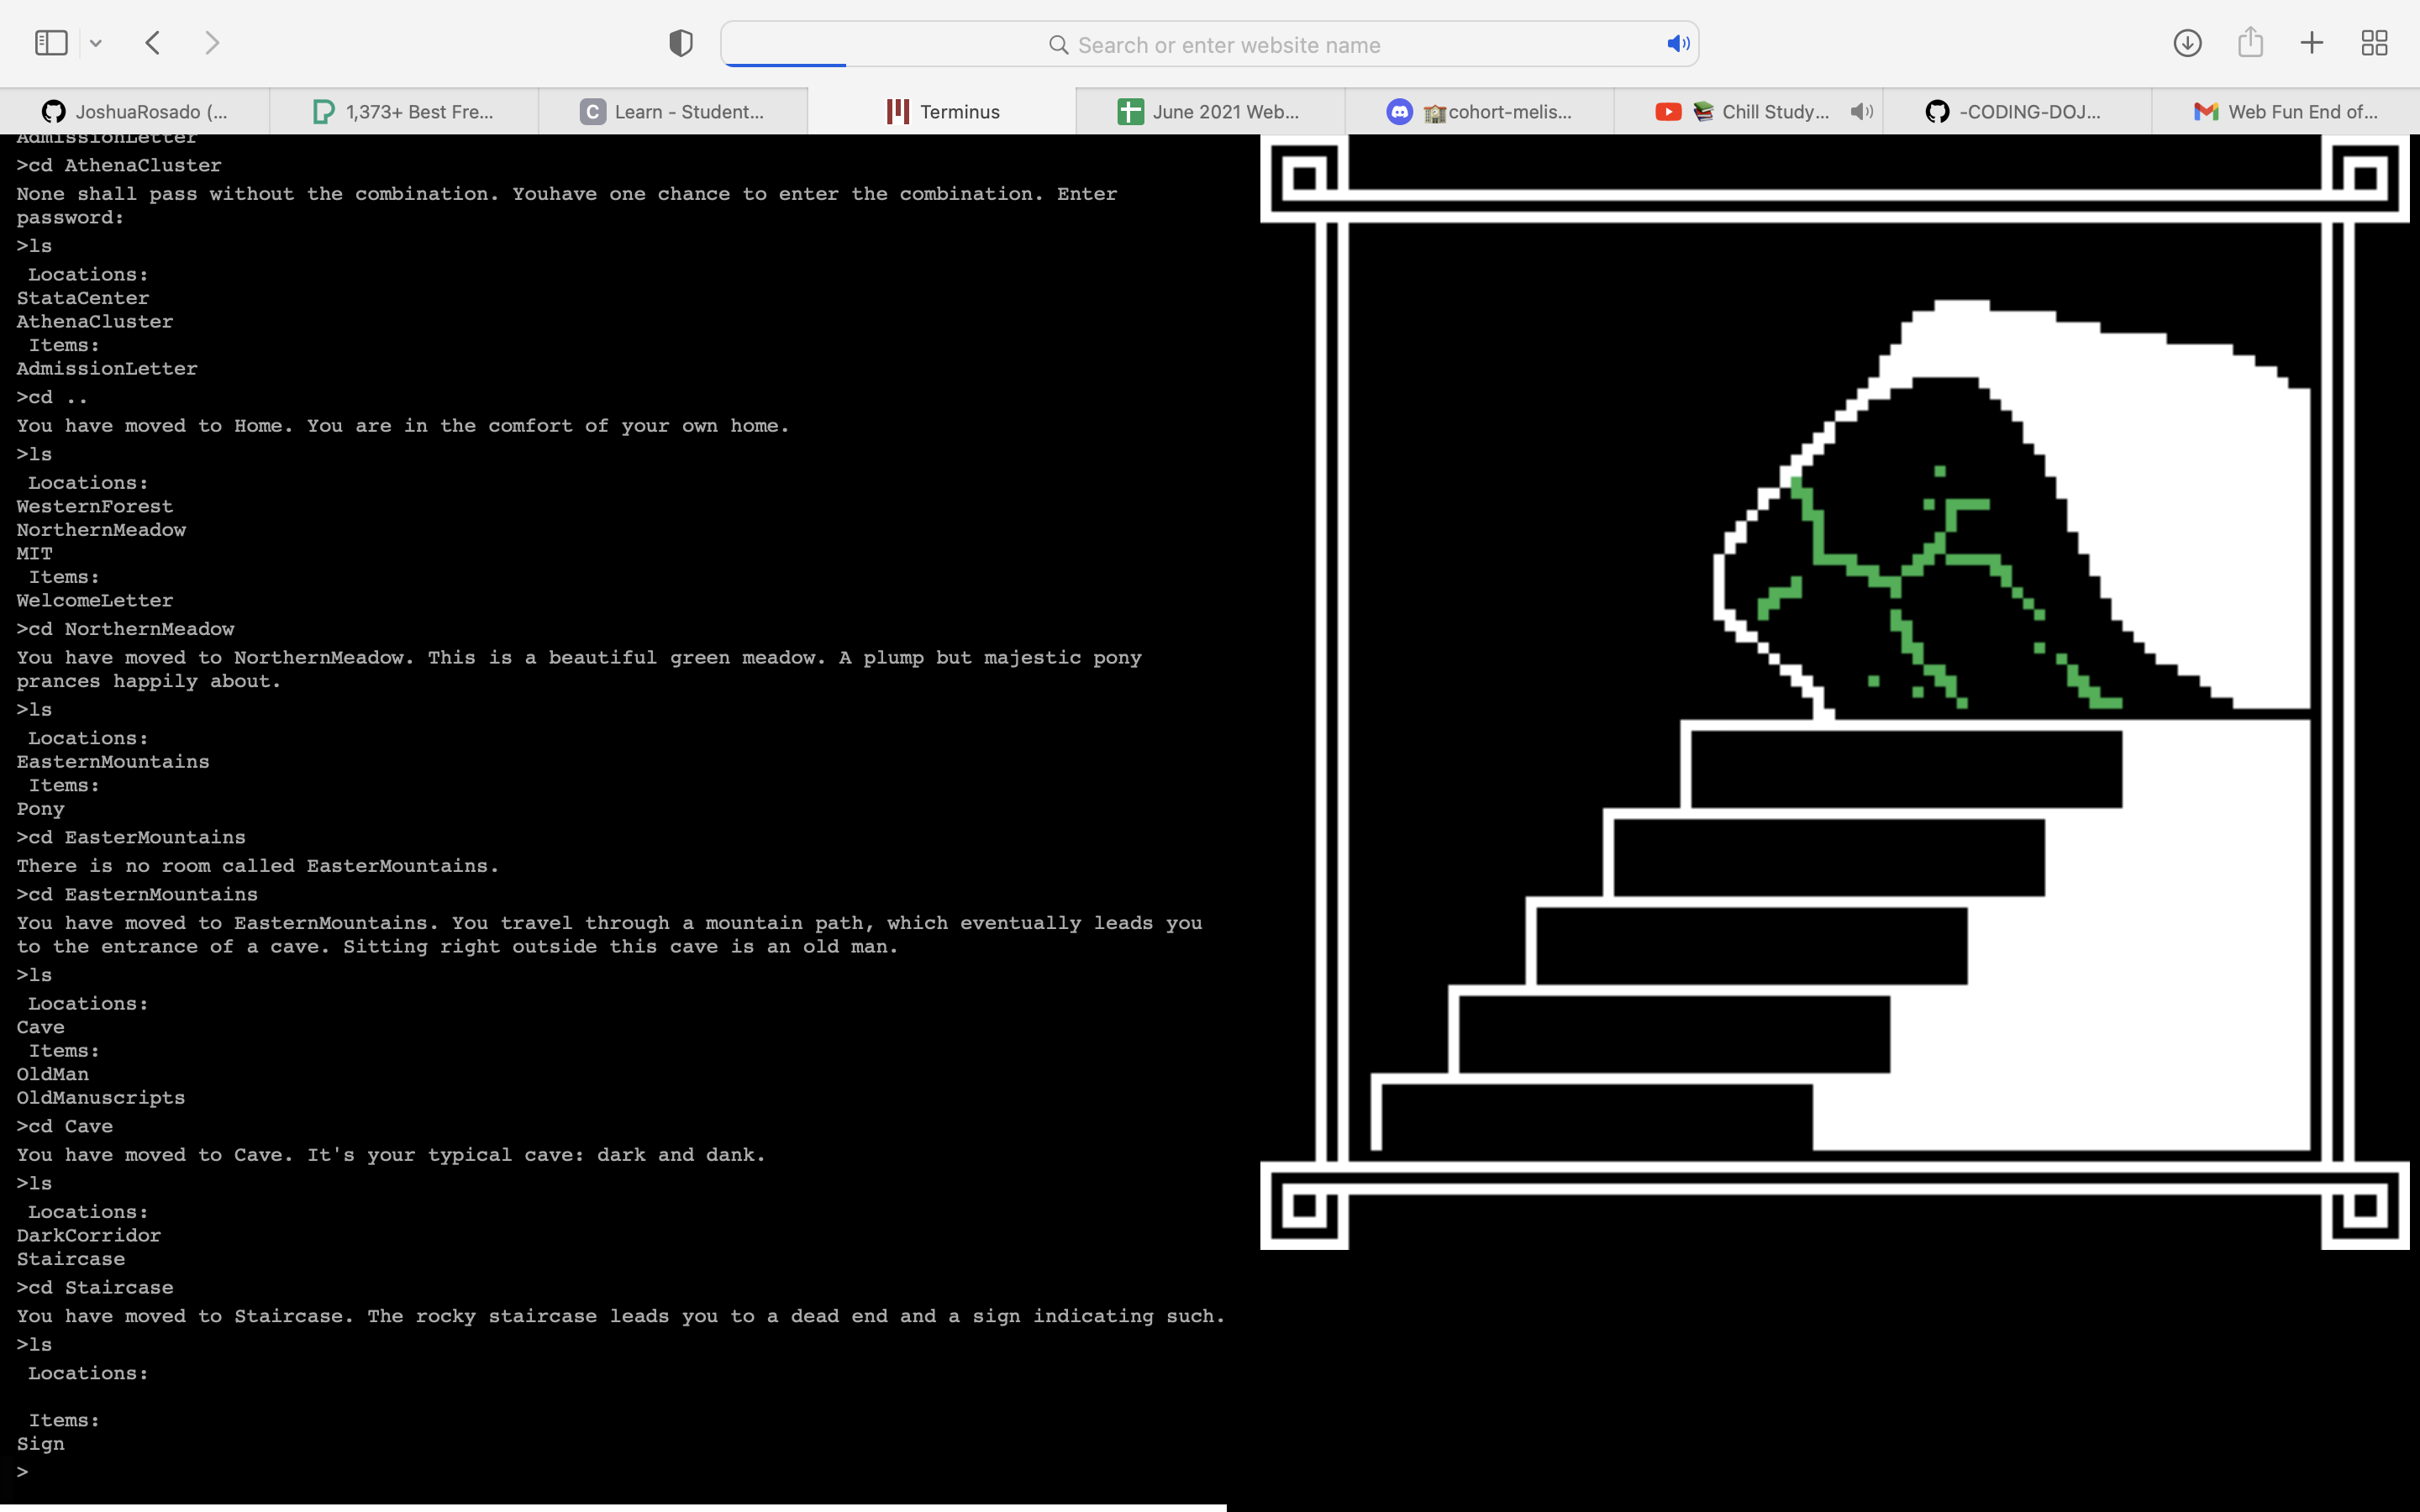 Search or enter website name
JoshuaRosado (...
1,373+ Best Fre...
C Learn - Student...
Terminus
June 2021 Web...
cohort-melis...
Chill Study...
-CODING-DOJ...
Web Fun End of...
AdmissionLetter
>cd AthenaCluster
None shall pass without the combination. Youhave one chance to enter the combination. Enter
password:
>ls
Locations:
StataCenter
AthenaCluster
Items:
AdmissionLetter
>cd ..
You have moved to Home. You are in the comfort of your own home.
>ls
Locations:
WesternForest
NorthernMeadow
MIT
Items:
WelcomeLetter
>cd NorthernMeadow
You have moved to NorthernMeadow. This is a beautiful green meadow. A plump but majestic pony
prances happily about.
>ls
Locations:
EasternMountains
Items:
Pony
>cd EasterMountains
There is no room called EasterMountains.
>cd EasternMountains
You have moved to EasternMountains. You travel through a mountain path, which eventually leads you
to the entrance of a cave. Sitting right outside this cave is an old man.
>ls
Locations:
Cave
Items:
OldMan
OldManuscripts
>cd Cave
You have moved to Cave. It's your typical cave: dark and dank.
>ls
Locations:
DarkCorridor
Staircase
>cd Staircase
You have moved to Staircase. The rocky staircase leads you to a dead end and a sign indicating such.
>ls
Locations:
Items:
Sign
>